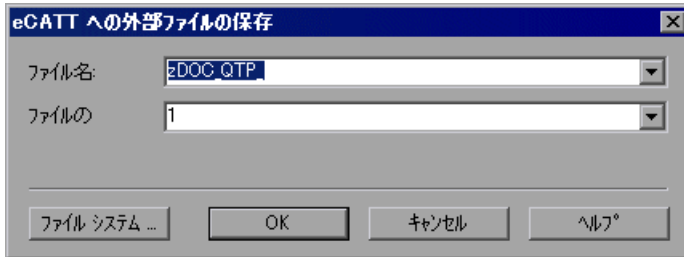 eCATT への外部ファイルの保存
ファイル名: zDOC_QTP_
ファイルの 1
ファイル システム ... OK キャンセル ヘルプ